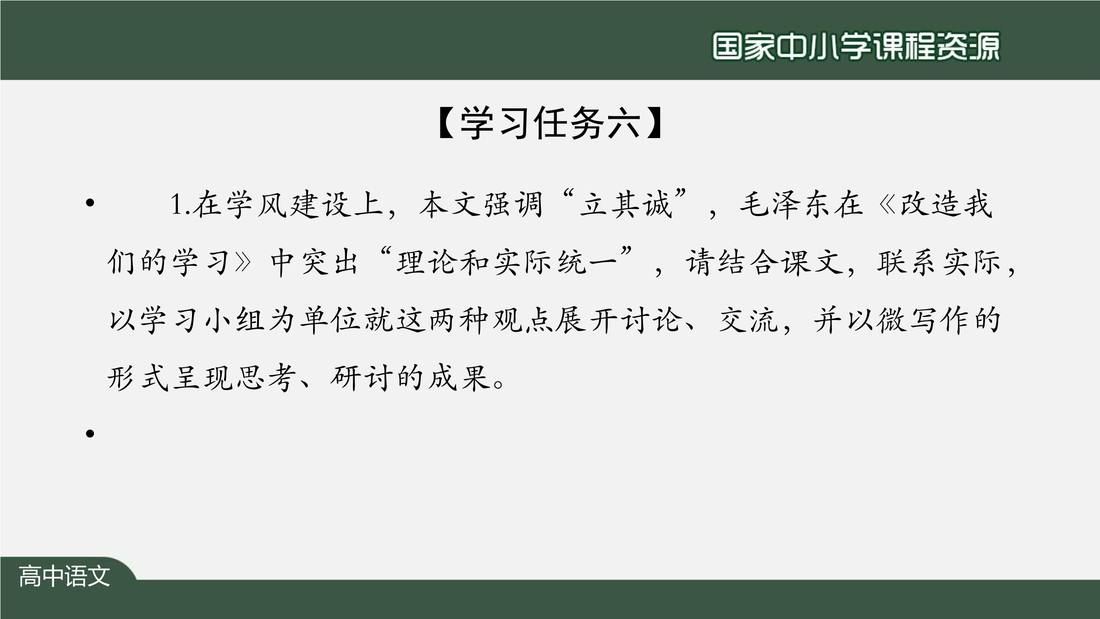 国家中小学课程资源
【学习任务六】
• 1.在学风建设上，本文强调“立其诚”，毛泽东在《改造我
们的学习》中突出“理论和实际统一”，请结合课文，联系实际，
以学习小组为单位就这两种观点展开讨论、交流，并以微写作的
形式呈现思考、研讨的成果。
•
高中语文